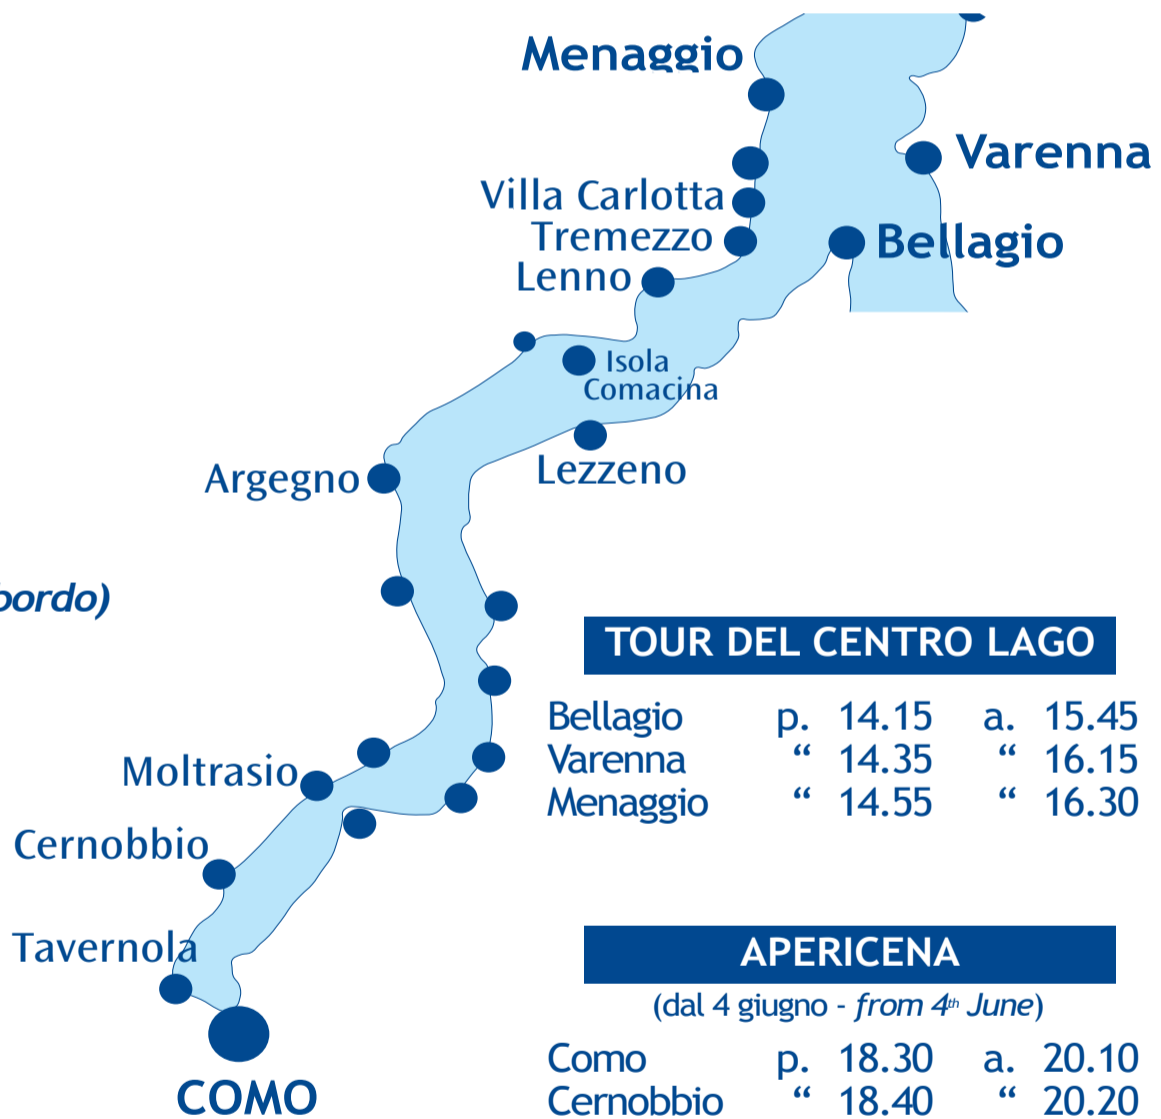 Menaggio
Varenna
Villa Carlotta
Tremezzo
Bellagio
Lenno
Isola
Comacina
Argegno
Lezzeno
bordo)
TOUR DEL CENTRO LAGO
Bellagio p. 14.15 a. 15.45
Varenna “ 14.35 “ 16.15
Menaggio “ 14.55 “ 16.30
Moltrasio
Cernobbio
Tavernola
COMO
APERICENA
(dal 4 giugno - from 4th June)
Como p. 18.30 a. 20.10
Cernobbio “ 18.40 “ 20.20